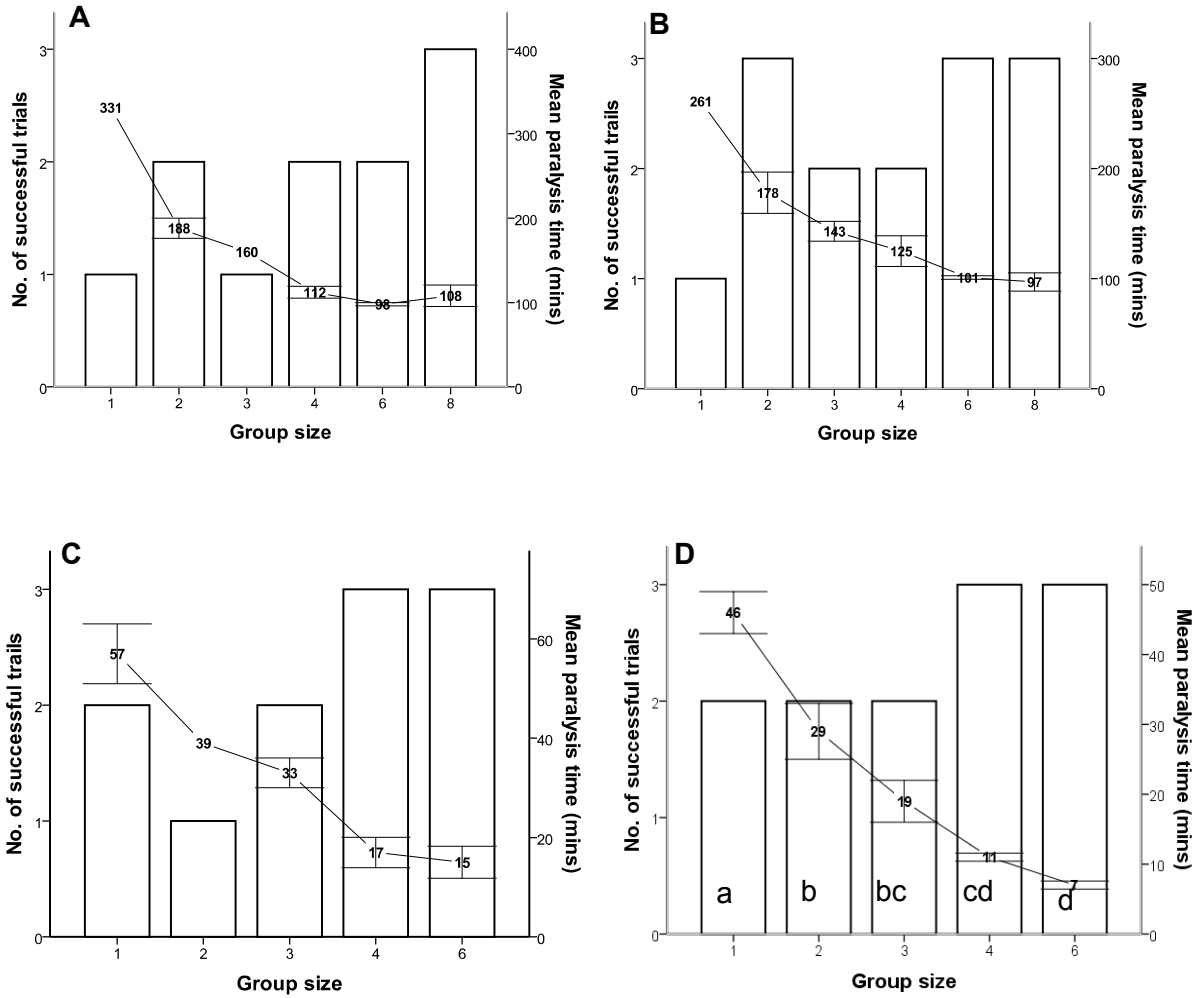 A
No. of successful trials
3
2
1
0
331
188
160
112
98
108
400
300
200
100
0
Mean paralysis time (mins)
1 2 3 4 6 8
Group size
B
No. of successful trails
3
2
1
0
261
178
143
125
101
97
300
200
100
0
Mean paralysis time (mins)
1 2 3 4 6 8
Group size
C
No. of successful trails
3
2
1
0
57
39
33
17
15
60
40
20
0
Mean paralysis time (mins)
1 2 3 4 6
Group size
D
No. of successful trials
3
2
1
0
46
29
19
11
7
a b bc cd d
50
40
30
20
10
0
Mean paralysis time (mins)
1 2 3 4 6
Group size